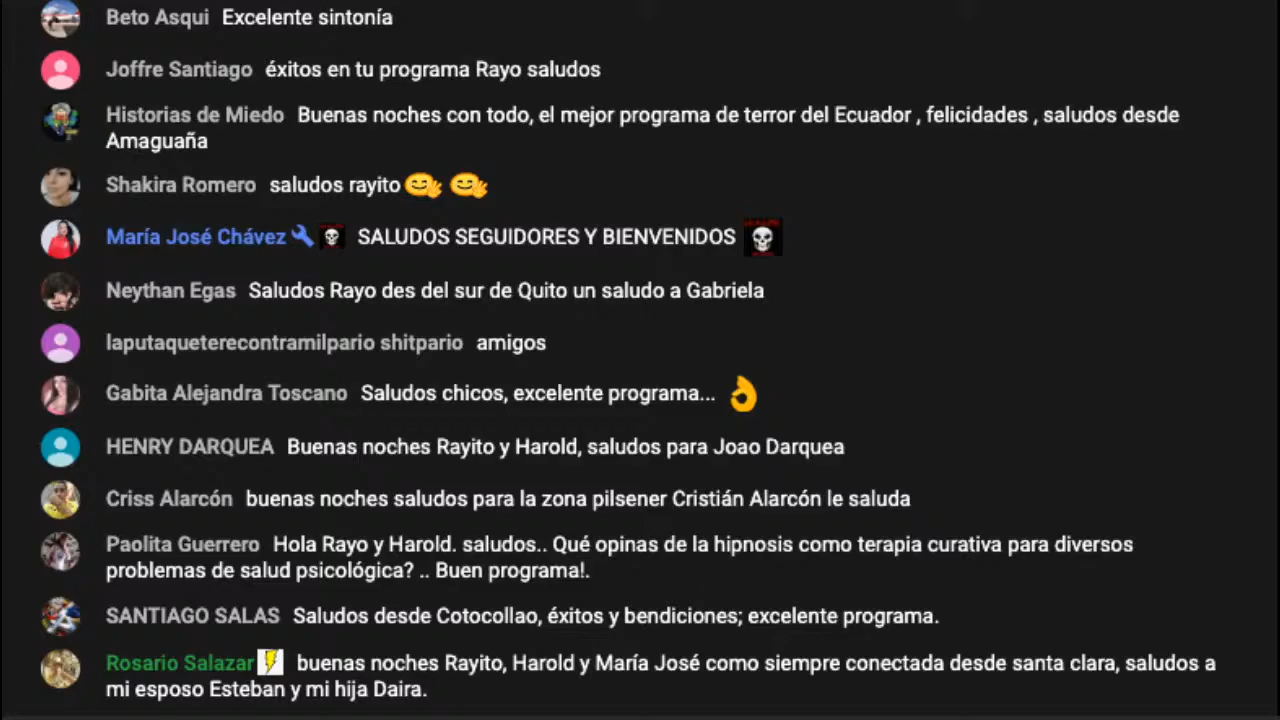 Beto Asqui Excelente sintonía
Joffre Santiago éxitos en tu programa Rayo saludos
Historias de Miedo Buenas noches con todo, el mejor programa de terror del Ecuador , felicidades , saludos desde
Amaguaña
Shakira Romero saludos rayito
María José Chávez SALUDOS SEGUIDORES Y BIENVENIDOS
Neythan Egas Saludos Rayo des del sur de Quito un saludo a Gabriela
laputaqueterecontramilpario shitpario amigos
Gabita Alejandra Toscano Saludos chicos, excelente programa...
HENRY DARQUEA Buenas noches Rayito y Harold, saludos para Joao Darquea
Criss Alarcón buenas noches saludos para la zona pilsener Cristián Alarcón le saluda
Paolita Guerrero Hola Rayo y Harold. saludos.. Qué opinas de la hipnosis como terapia curativa para diversos
problemas de salud psicológica? .. Buen programa!.
SANTIAGO SALAS Saludos desde Cotocollao, éxitos y bendiciones; excelente programa.
Rosario Salazar buenas noches Rayito, Harold y María José como siempre conectada desde santa clara, saludos a
mi esposo Esteban y mi hija Daira.